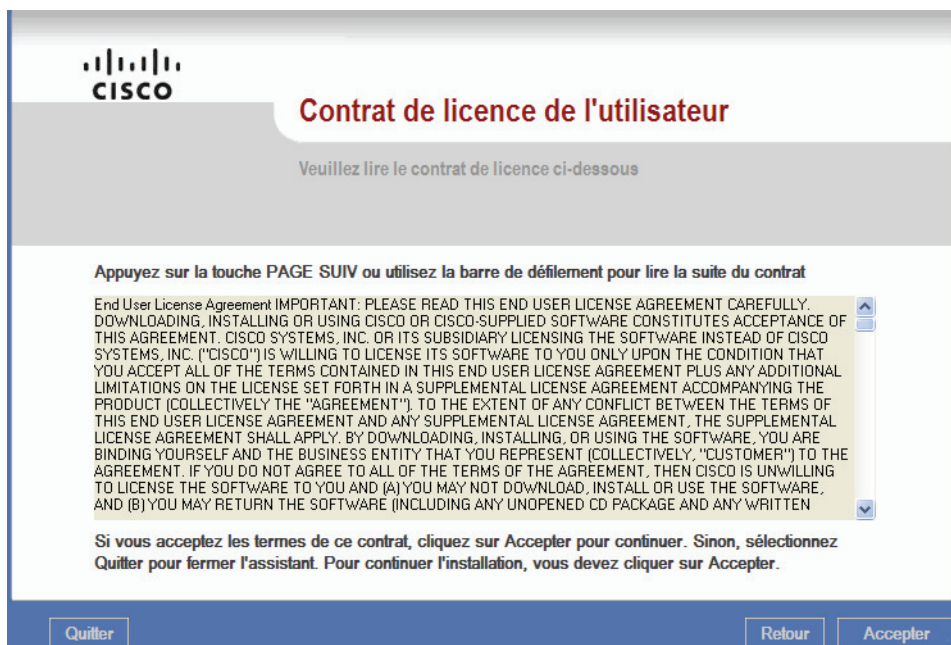 CISCO
Contrat de licence de l'utilisateur
Veuillez lire le contrat de licence ci-dessous
Appuyez sur la touche PAGE SUIV ou utilisez la barre de défilement pour lire la suite du contrat
End User License Agreement IMPORTANT: PLEASE READ THIS END USER LICENSE AGREEMENT CAREFULLY.
DOWNLOADING, INSTALLING OR USING CISCO OR CISCO-SUPPLIED SOFTWARE CONSTITUTES ACCEPTANCE OF
THIS AGREEMENT. CISCO SYSTEMS, INC. OR ITS SUBSIDIARY LICENSING THE SOFTWARE INSTEAD OF CISCO
SYSTEMS, INC. ("CISCO") IS WILLING TO LICENSE ITS SOFTWARE TO YOU ONLY UPON THE CONDITION THAT
YOU ACCEPT ALL OF THE TERMS CONTAINED IN THIS END USER LICENSE AGREEMENT PLUS ANY ADDITIONAL
LIMITATIONS ON THE LICENSE SET FORTH IN A SUPPLEMENTAL LICENSE AGREEMENT ACCOMPANYING THE
PRODUCT (COLLECTIVELY THE "AGREEMENT"). TO THE EXTENT OF ANY CONFLICT BETWEEN THE TERMS OF
THIS END USER LICENSE AGREEMENT AND ANY SUPPLEMENTAL LICENSE AGREEMENT, THE SUPPLEMENTAL
LICENSE AGREEMENT SHALL APPLY. BY DOWNLOADING, INSTALLING, OR USING THE SOFTWARE, YOU ARE
BINDING YOURSELF AND THE BUSINESS ENTITY THAT YOU REPRESENT (COLLECTIVELY, "CUSTOMER") TO THE
AGREEMENT. IF YOU DO NOT AGREE TO ALL OF THE TERMS OF THE AGREEMENT, THEN CISCO IS UNWILLING
TO LICENSE THE SOFTWARE TO YOU AND (A) YOU MAY NOT DOWNLOAD, INSTALL OR USE THE SOFTWARE,
AND (B) YOU MAY RETURN THE SOFTWARE (INCLUDING ANY UNOPENED CD PACKAGE AND ANY WRITTEN
Si vous acceptez les termes de ce contrat, cliquez sur Accepter pour continuer. Sinon, sélectionnez
Quitter pour fermer l'assistant. Pour continuer l'installation, vous devez cliquer sur Accepter.
Quitter
Retour
Accepter